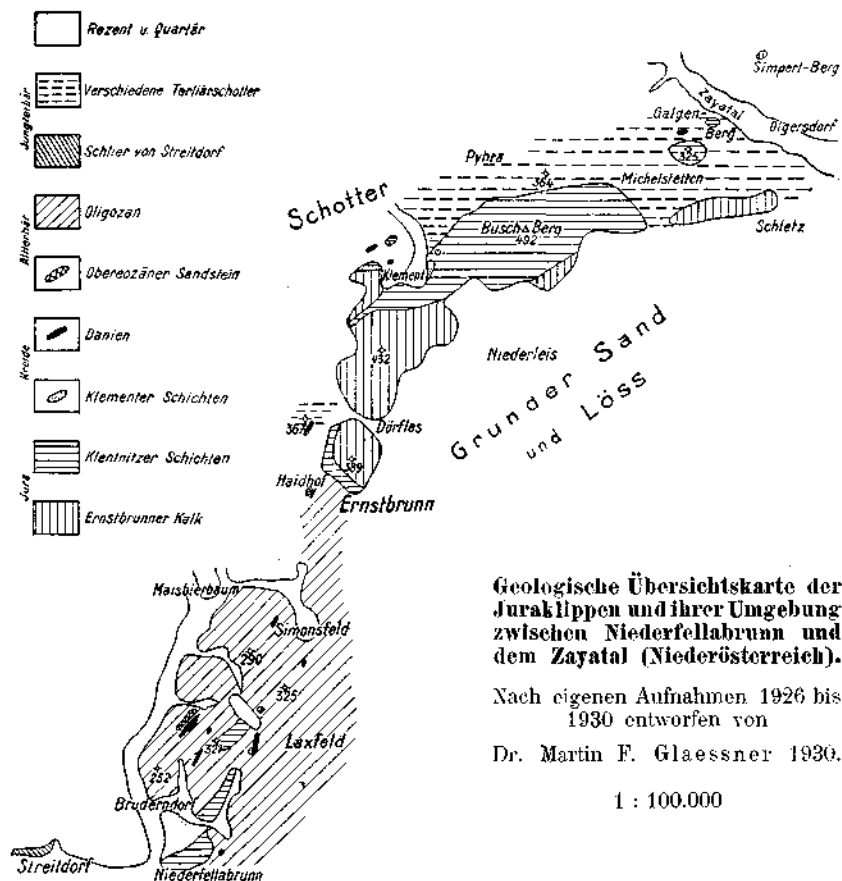 Rezent u. Quartär
Verschiedene Tertiärschotter
Schlier von Streitdorf
Oligozän
Obereozäner Sandstein
Danien
Klementer Schichten
Klentnitzer Schichten
Ernstbrunner Kalk
Jungtertiär
Alttertiär
Kreide
Jura
Simperl-Berg
Zayatal
Galgen
Berg
Olgersdorf
325
Pyhra
364
Michelstetten
Schotter
Busch Berg
492
Schletz
Klement
432
Niederleis
Grunder Sand
und Löss
367
Dörfles
Haidhof
389
Ernstbrunn
Maisbierbaum
Simonsfeld
290
325
321
Laxfeld
252
Bruderndorf
Streitdorf
Niederfellabrunn
Geologische Übersichtskarte der
Juraklippen und ihrer Umgebung
zwischen Niederfellabrunn und
dem Zayatal (Niederösterreich).
Nach eigenen Aufnahmen 1926 bis
1930 entworfen von
Dr. Martin F. Glaessner 1930.
1 : 100.000